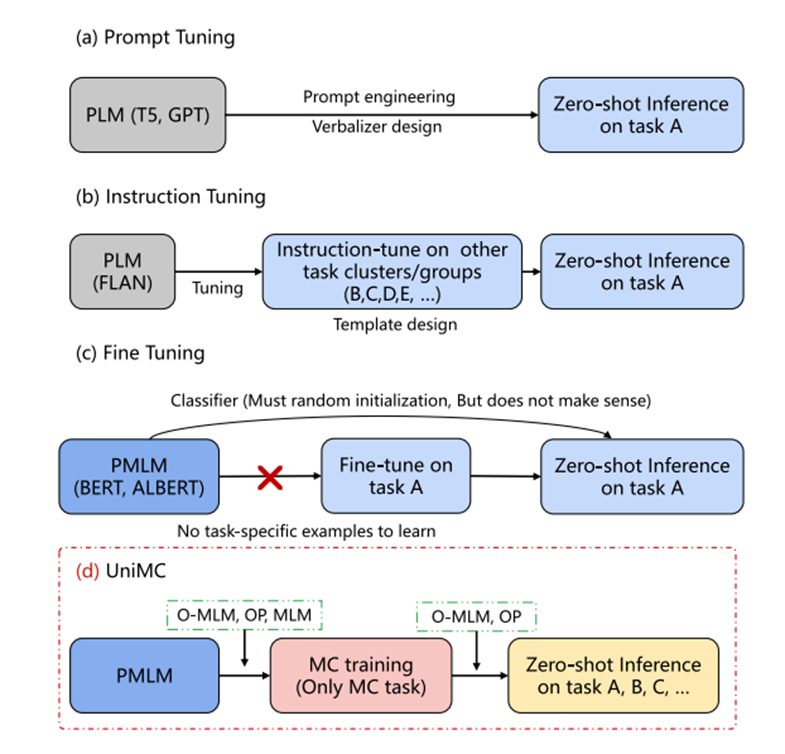 (a) Prompt Tuning
PLM (T5, GPT)
Prompt engineering
Verbalizer design
Zero-shot Inference
on task A
(b) Instruction Tuning
PLM
(FLAN)
Tuning
Instruction-tune on other
task clusters/groups
(B,C,D,E, ...)
Template design
Zero-shot Inference
on task A
(c) Fine Tuning
Classifier (Must random initialization, But does not make sense)
PMLM
(BERT, ALBERT)
Fine-tune on
task A
Zero-shot Inference
on task A
No task-specific examples to learn
(d) UniMC
O-MLM, OP, MLM
O-MLM, OP
PMLM
MC training
(Only MC task)
Zero-shot Inference
on task A, B, C, ...